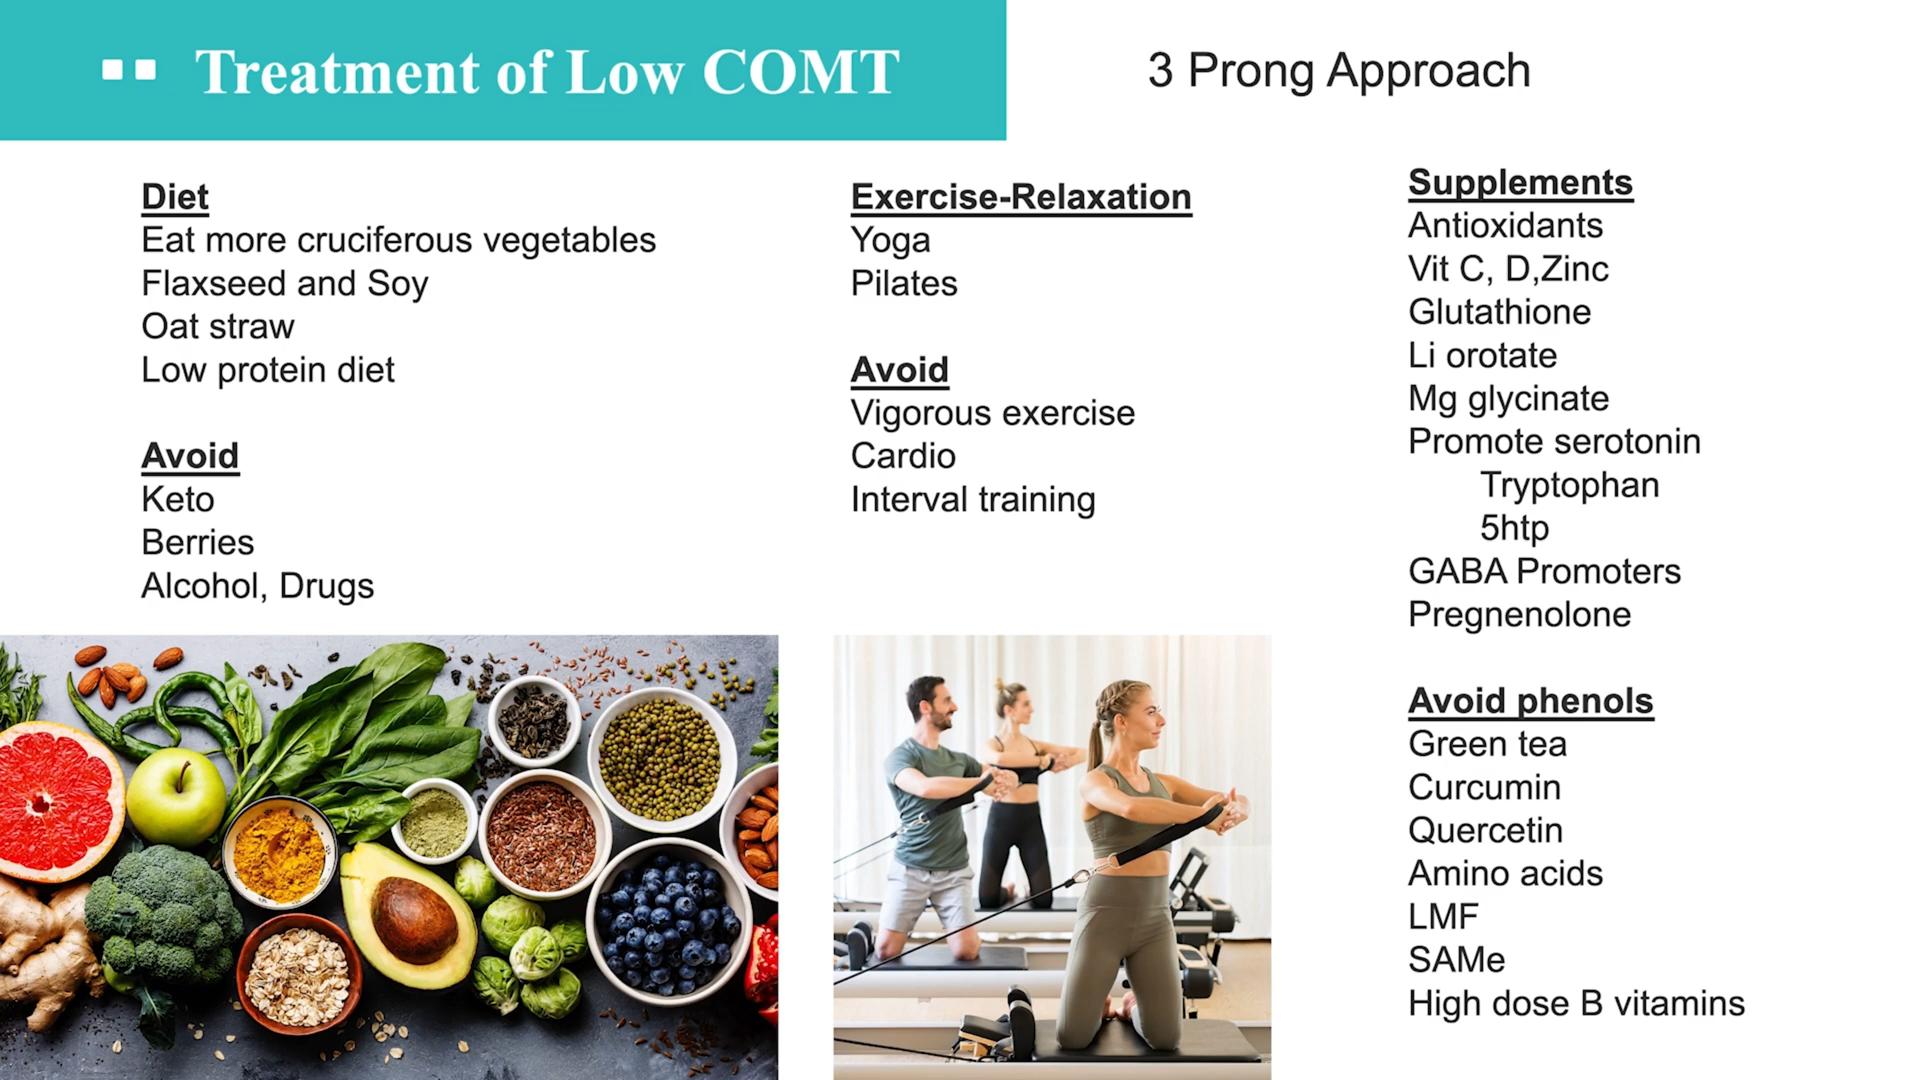 Treatment of Low COMT
3 Prong Approach
Diet
Eat more cruciferous vegetables
Flaxseed and Soy
Oat straw
Low protein diet
Avoid
Keto
Berries
Alcohol, Drugs
Exercise-Relaxation
Yoga
Pilates
Avoid
Vigorous exercise
Cardio
Interval training
Supplements
Antioxidants
Vit C, D,Zinc
Glutathione
Li orotate
Mg glycinate
Promote serotonin
Tryptophan
5htp
GABA Promoters
Pregnenolone
Avoid phenols
Green tea
Curcumin
Quercetin
Amino acids
LMF
SAMe
High dose B vitamins